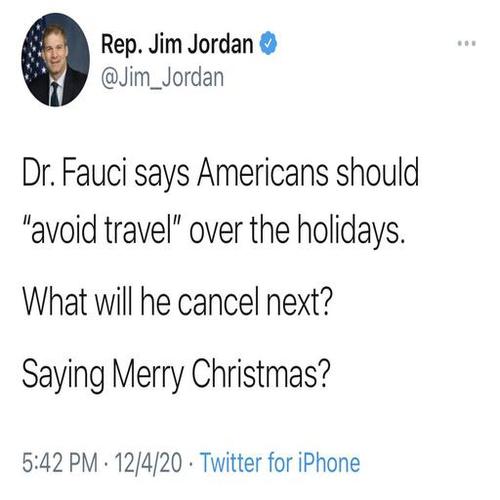 Rep. Jim Jordan
@Jim_Jordan
Dr. Fauci says Americans should
"avoid travel" over the holidays.
What will he cancel next?
Saying Merry Christmas?
5:42 PM · 12/4/20 · Twitter for iPhone